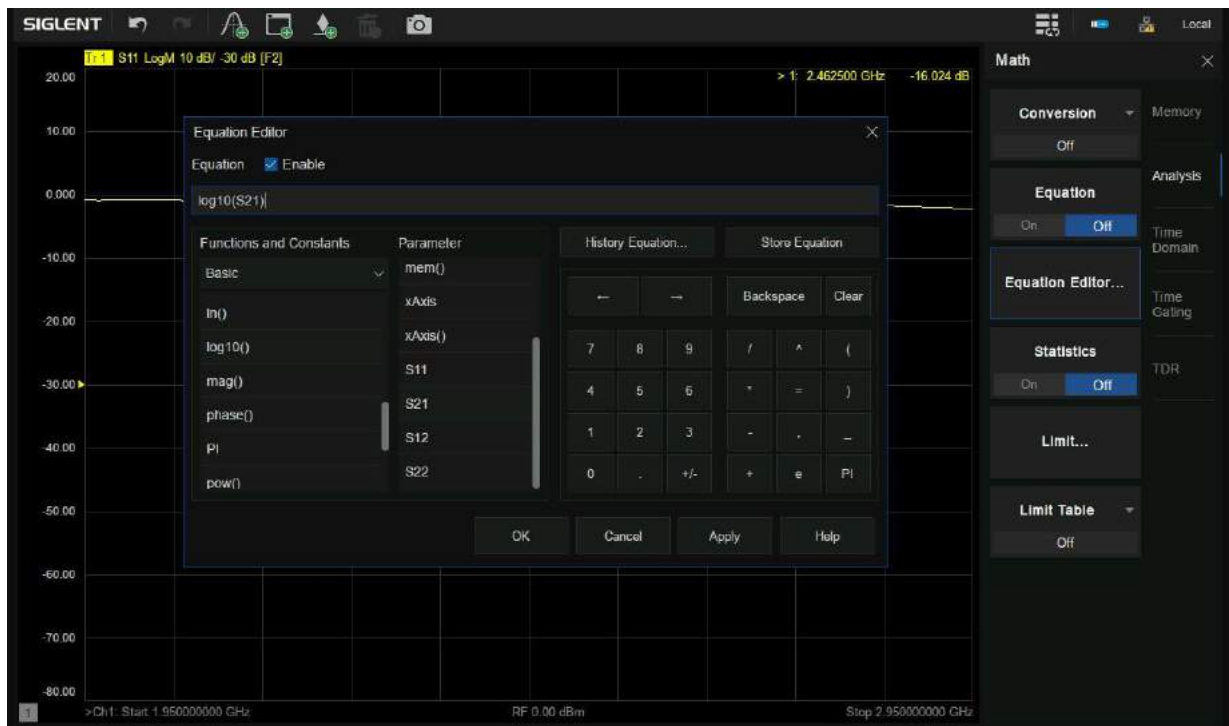 SIGLENT
Local
Tr 1 S11 LogM 10 dB/ -30 dB [F2]
> 1: 2.462500 GHz -16.024 dB
20.00
10.00
0.000
-10.00
-20.00
-30.00
-40.00
-50.00
-60.00
-70.00
-80.00
Equation Editor
Equation Enable
log10(S21)
Functions and Constants
Basic
ln()
log10()
mag()
phase()
PI
pow()
Parameter
mem()
xAxis
xAxis()
S11
S21
S12
S22
History Equation... Store Equation
← → Backspace Clear
7 8 9 / ^ (
4 5 6 * = )
1 2 3 - , _
0 . +/- + e PI
OK Cancel Apply Help
1 >Ch1: Start 1.950000000 GHz RF 0.00 dBm Stop 2.950000000 GHz
Math
Conversion
Off
Equation
On Off
Equation Editor...
Statistics
On Off
Limit...
Limit Table
Off
Memory
Analysis
Time
Domain
Time
Gating
TDR